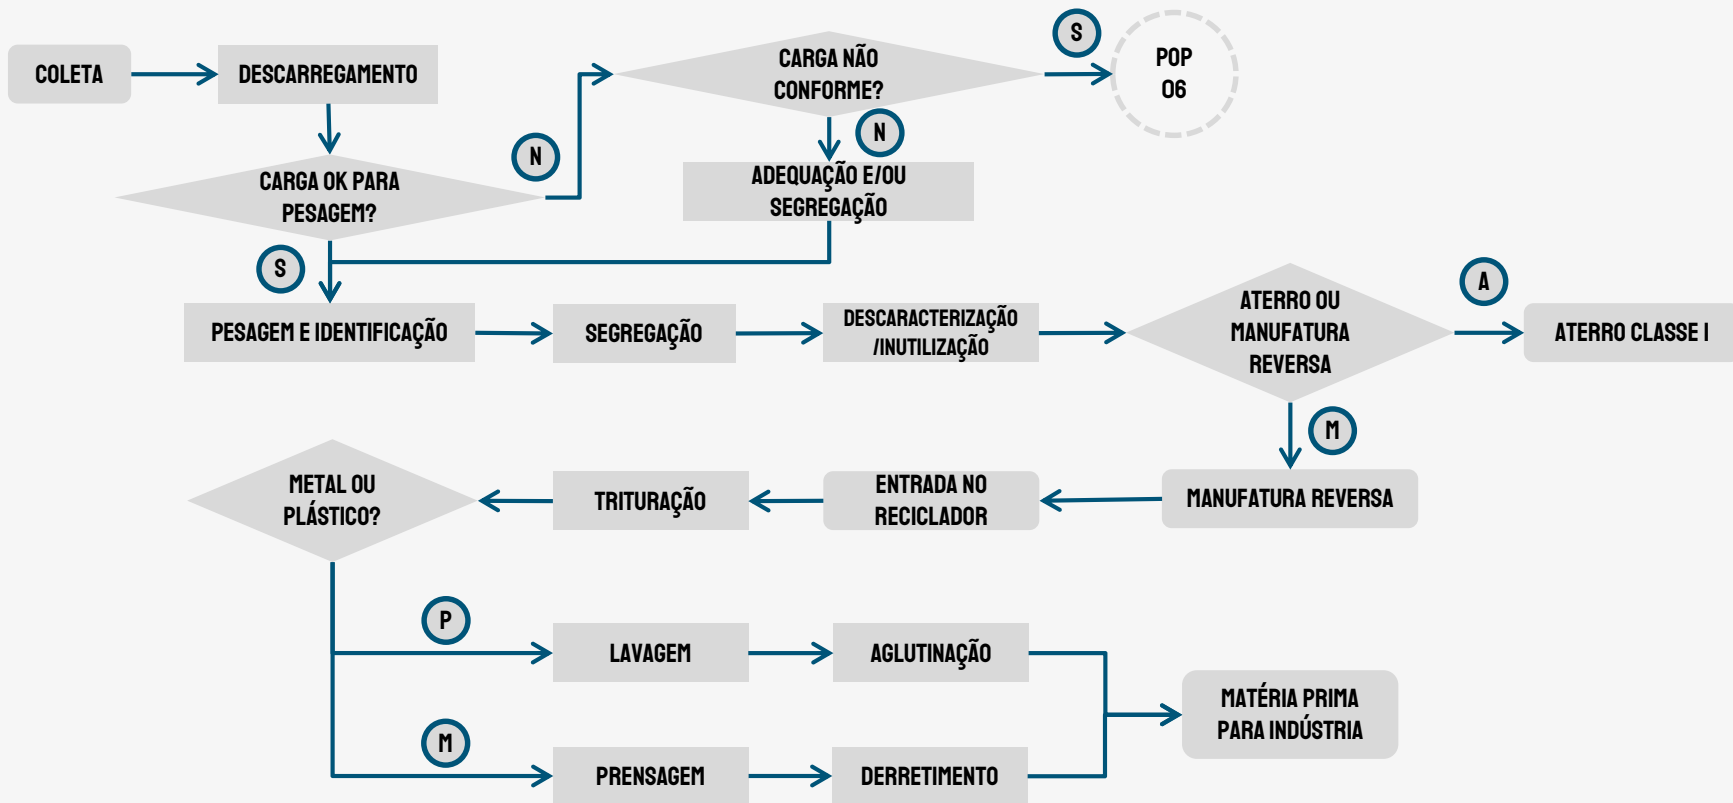 COLETA
DESCARREGAMENTO
CARGA NÃO
CONFORME?
S
POP
06
N
N
CARGA OK PARA
PESAGEM?
ADEQUAÇÃO E/OU
SEGREGAÇÃO
S
PESAGEM E IDENTIFICAÇÃO
SEGREGAÇÃO
DESCARACTERIZAÇÃO
/INUTILIZAÇÃO
ATERRO OU
MANUFATURA
REVERSA
A
ATERRO CLASSE I
M
METAL OU
PLÁSTICO?
TRITURAÇÃO
ENTRADA NO
RECICLADOR
MANUFATURA REVERSA
P
LAVAGEM
AGLUTINAÇÃO
MATÉRIA PRIMA
PARA INDÚSTRIA
M
PRENSAGEM
DERRETIMENTO